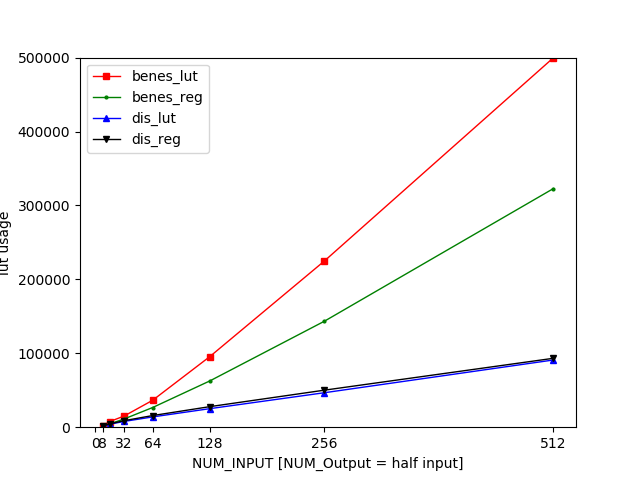 500000
400000
300000
200000
100000
0
lut usage
benes_lut
benes_reg
dis_lut
dis_reg
0 8 32 64 128 256 512
NUM_INPUT [NUM_Output = half input]